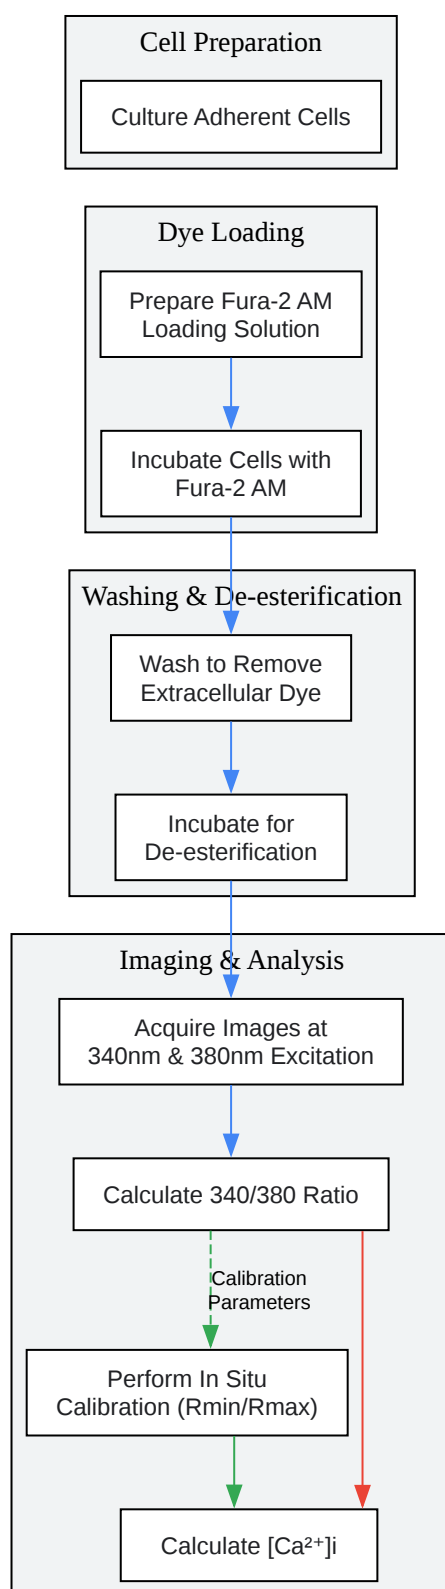 Cell Preparation
Culture Adherent Cells
Dye Loading
Prepare Fura-2 AM
Loading Solution
Incubate Cells with
Fura-2 AM
Washing & De-esterification
Wash to Remove
Extracellular Dye
Incubate for
De-esterification
Imaging & Analysis
Acquire Images at
340nm & 380nm Excitation
Calculate 340/380 Ratio
Calibration
Parameters
Perform In Situ
Calibration (Rmin/Rmax)
Calculate [Ca²⁺]i